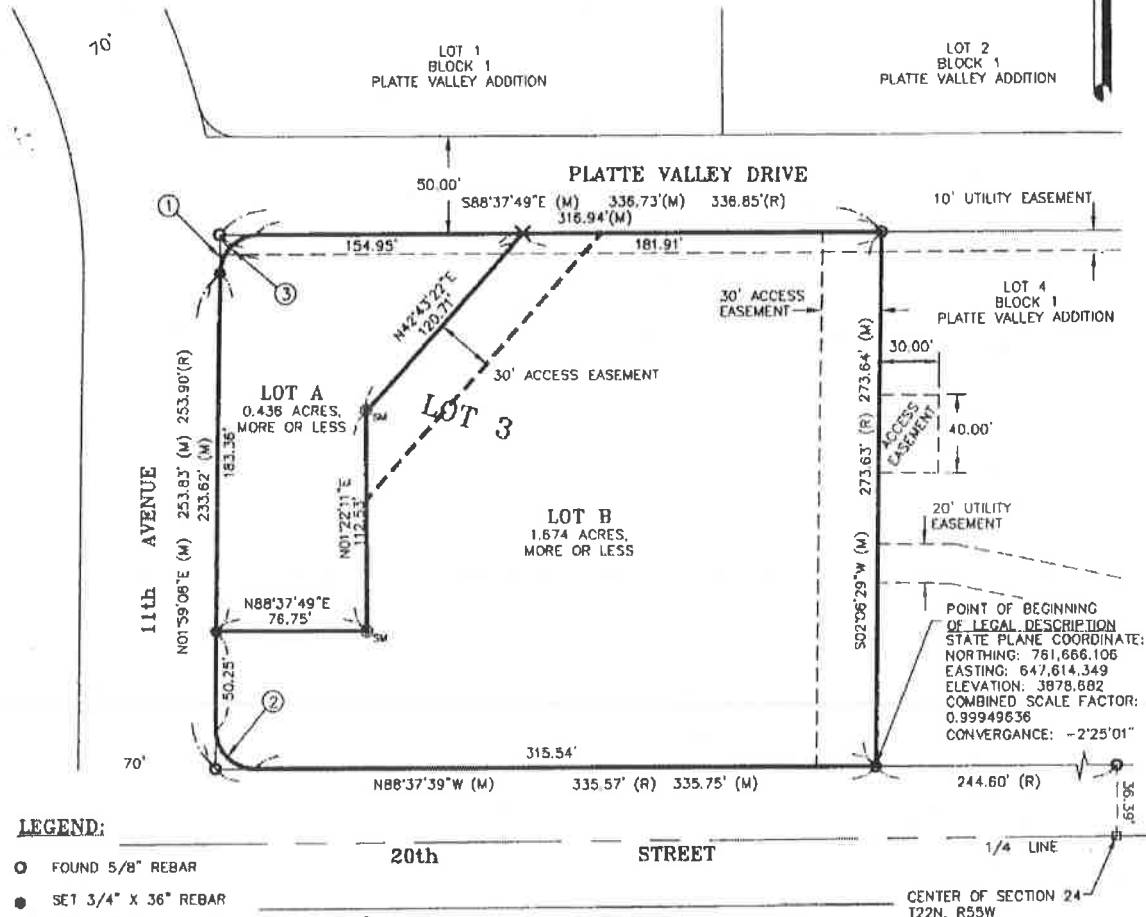 70'
LOT 1
BLOCK 1
PLATTE VALLEY ADDITION
LOT 2
BLOCK 1
PLATTE VALLEY ADDITION
50.00'
PLATTE VALLEY DRIVE
S88°37'49"E (M) 336.73'(M) 336.85'(R)
316.94'(M)
10' UTILITY EASEMENT
1
154.95'
181.91'
3
N42°43'22"E
120.71'
30' ACCESS
EASEMENT
LOT 4
BLOCK 1
PLATTE VALLEY ADDITION
30' ACCESS EASEMENT
30.00'
LOT A
0.436 ACRES,
MORE OR LESS
SM
LOT 3
ACCESS
EASEMENT
40.00'
11th AVENUE
N01°59'08"E (M) 253.83' (M) 253.90'(R)
233.62' (M)
183.36'
N01°22'11"E
112.53'
LOT B
1.674 ACRES,
MORE OR LESS
S02°06'29"W (M) 273.63' (R) 273.64' (M)
20' UTILITY
EASEMENT
N88°37'49"E
76.75'
SM
50.25'
2
POINT OF BEGINNING
OF LEGAL DESCRIPTION
STATE PLANE COORDINATE:
NORTHING: 761,666.106
EASTING: 647,614.349
ELEVATION: 3878.682
COMBINED SCALE FACTOR:
0.99949636
CONVERGANCE: -2°25'01"
70'
315.54'
N88°37'39"W (M) 335.57' (R) 335.75' (M)
244.60' (R)
36.39'
LEGEND:
20th STREET
1/4 LINE
FOUND 5/8" REBAR
SET 3/4" X 36" REBAR
CENTER OF SECTION 24
T22N, R55W